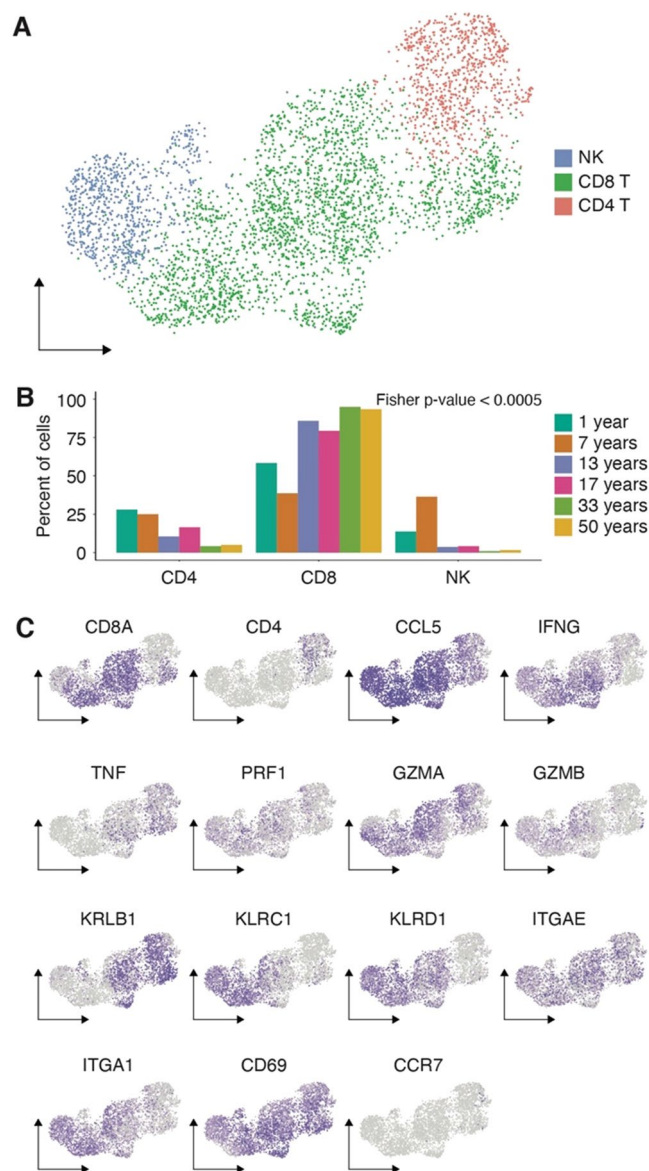 A
NK
CD8 T
CD4 T
B
Fisher p-value < 0.0005
Percent of cells
100
75
50
25
0
CD4
CD8
NK
1 year
7 years
13 years
17 years
33 years
50 years
C
CD8A
CD4
CCL5
IFNG
TNF
PRF1
GZMA
GZMB
KRLB1
KLRC1
KLRD1
ITGAE
ITGA1
CD69
CCR7